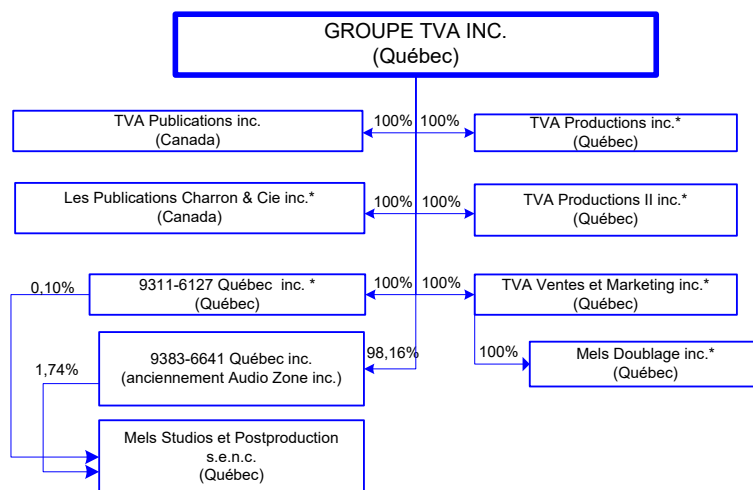 GROUPE TVA INC.
(Québec)
100%
100%
TVA Publications inc.
(Canada)
TVA Productions inc.*
(Québec)
100%
100%
Les Publications Charron & Cie inc.*
(Canada)
TVA Productions II inc.*
(Québec)
0,10%
9311-6127 Québec inc. *
(Québec)
100%
100%
TVA Ventes et Marketing inc.*
(Québec)
1,74%
9383-6641 Québec inc.
(anciennement Audio Zone inc.)
98,16%
100%
Mels Doublage inc.*
(Québec)
Mels Studios et Postproduction
s.e.n.c.
(Québec)